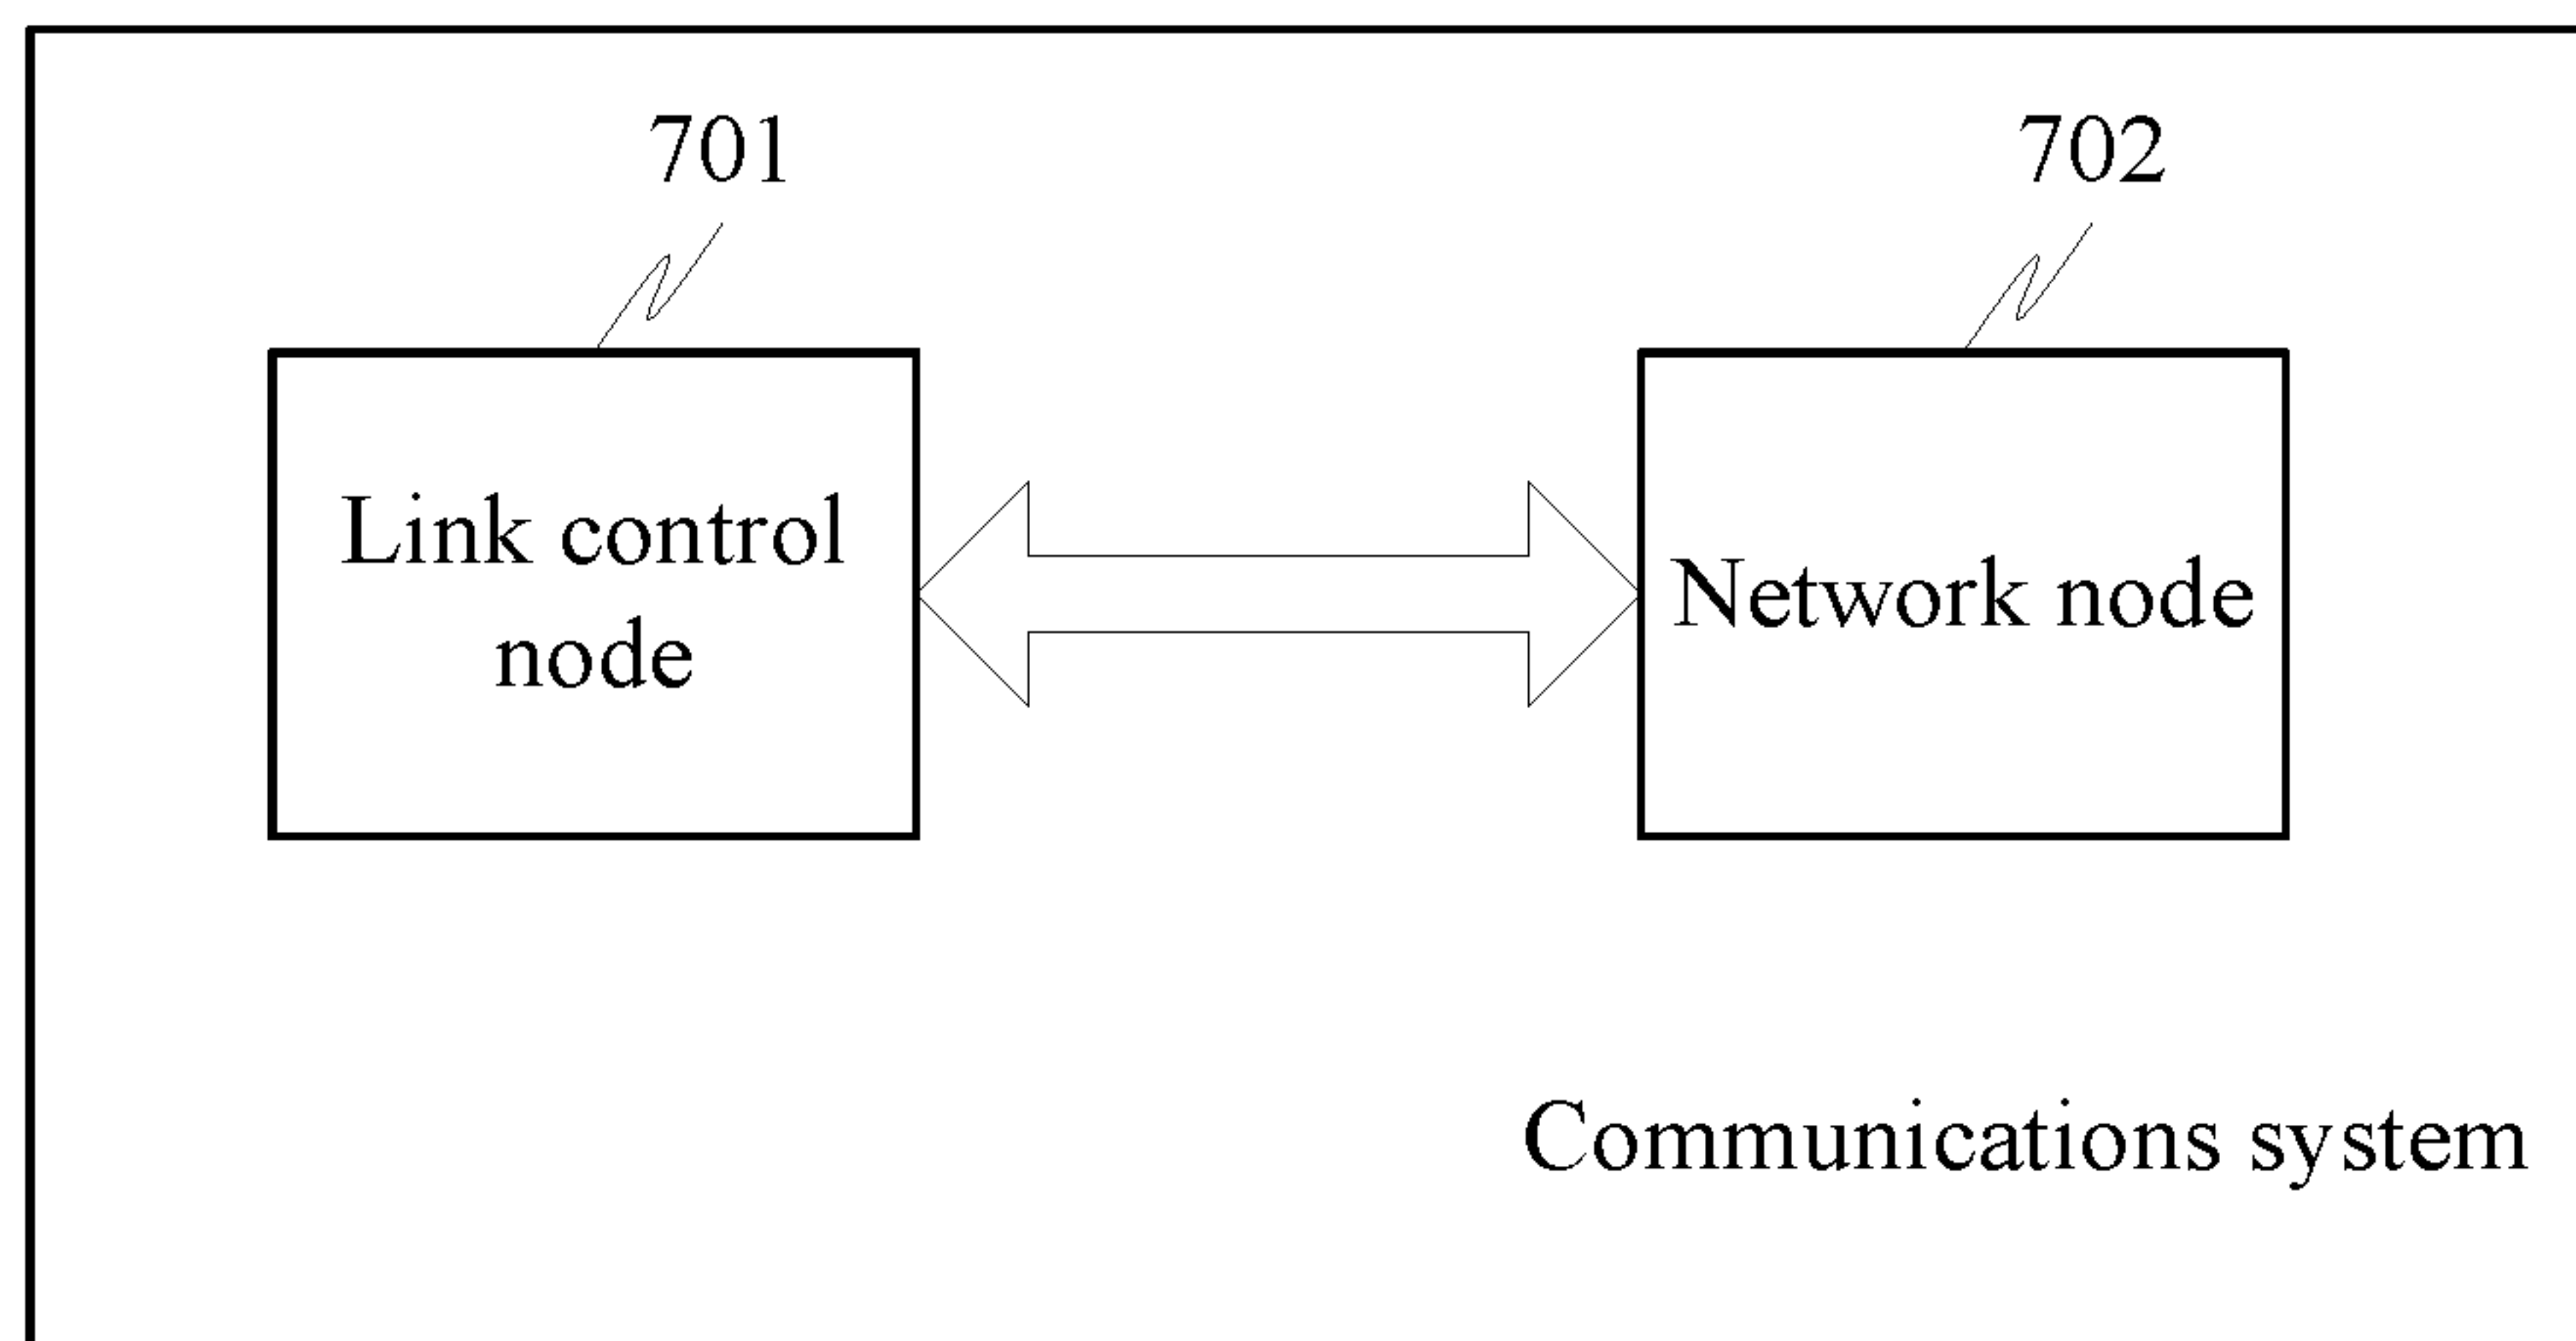 701
702
Link control
node
Network node
Communications system